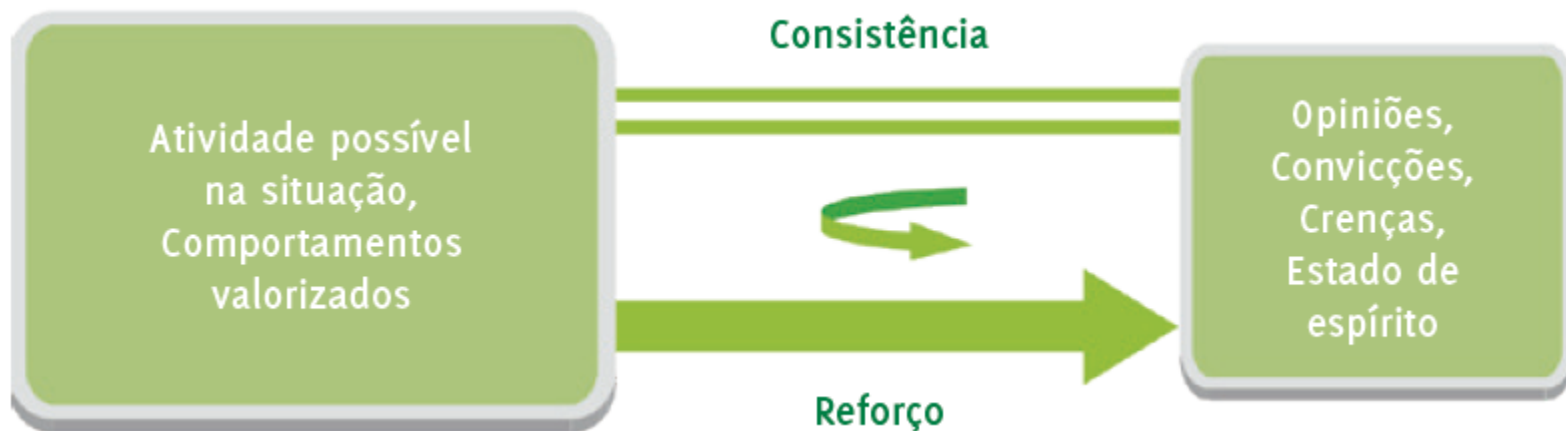 Consistência
Atividade possível
na situação,
Comportamentos
valorizados
Opiniões,
Convicções,
Crenças,
Estado de
espírito
Reforço